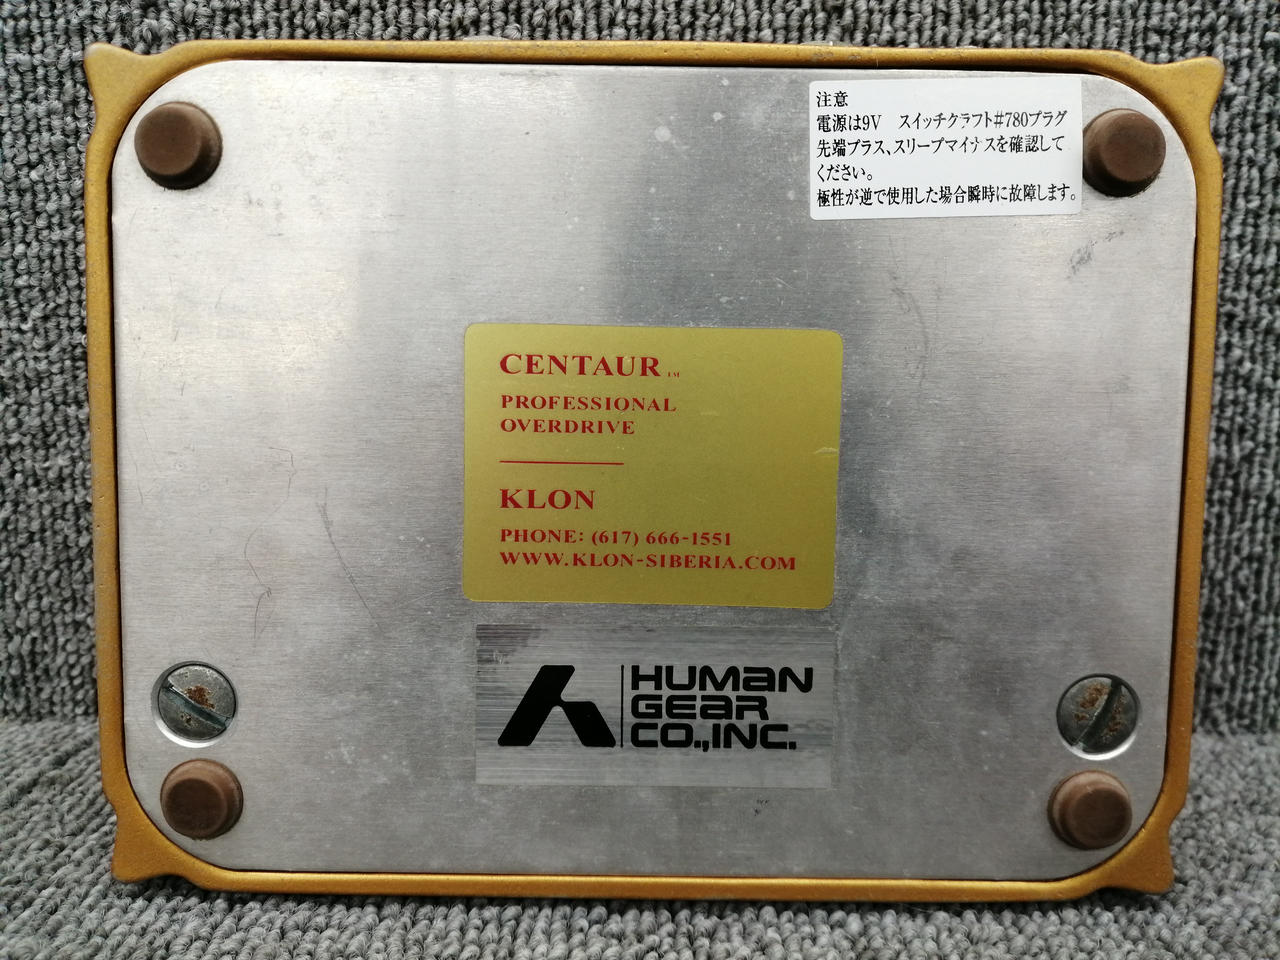 注意
電源は9V　スイッチクラフト#780プラグ
先端プラス、スリーブマイナスを確認して
ください。
極性が逆で使用した場合瞬時に故障します。
CENTAUR TM
PROFESSIONAL
OVERDRIVE
KLON
PHONE: (617) 666-1551
WWW.KLON-SIBERIA.COM
HUMAN
GEAR
CO.,INC.